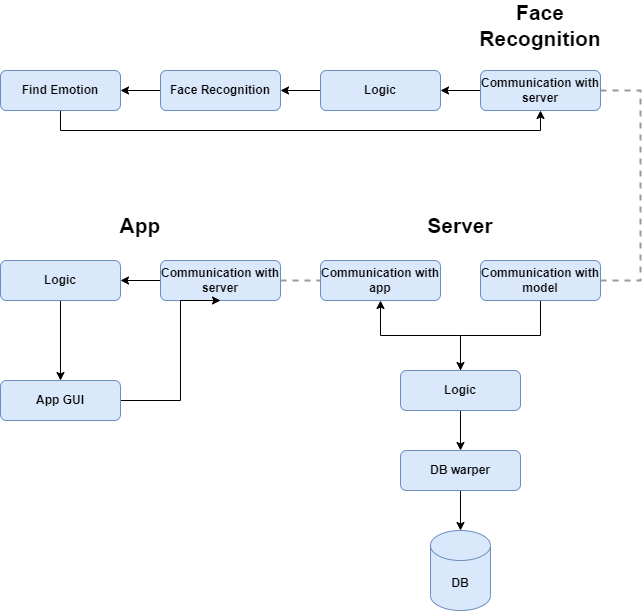 Face
Recognition
Find Emotion
Face Recognition
Logic
Communication with
server
App
Server
Logic
Communication with
server
Communication with
app
Communication with
model
App GUI
Logic
DB warper
DB